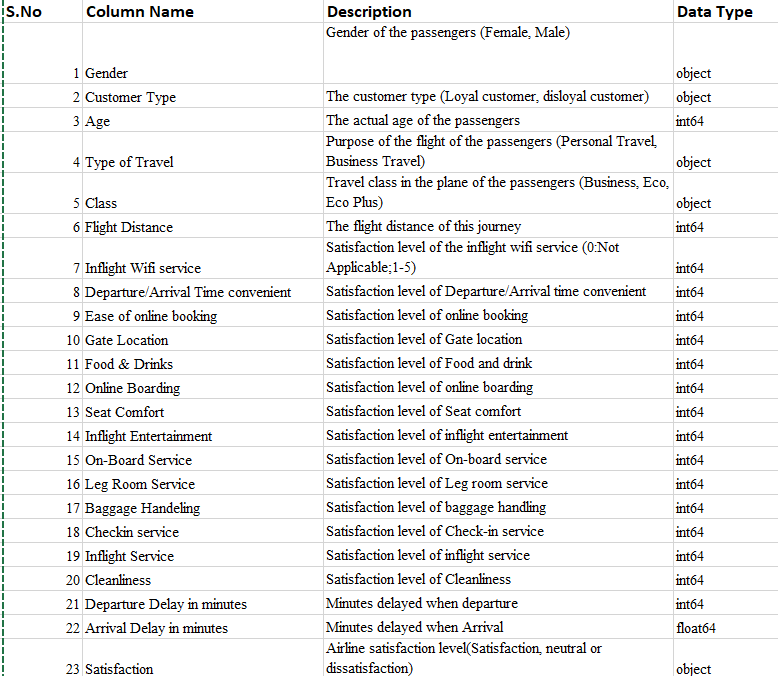 S.No Column Name Description Data Type
Gender of the passengers (Female, Male)
1 Gender object
2 Customer Type The customer type (Loyal customer, disloyal customer) object
3 Age The actual age of the passengers int64
Purpose of the flight of the passengers (Personal Travel,
4 Type of Travel Business Travel) object
Travel class in the plane of the passengers (Business, Eco,
5 Class Eco Plus) object
6 Flight Distance The flight distance of this journey int64
Satisfaction level of the inflight wifi service (0:Not
7 Inflight Wifi service Applicable;1-5) int64
8 Departure/Arrival Time convenient Satisfaction level of Departure/Arrival time convenient int64
9 Ease of online booking Satisfaction level of online booking int64
10 Gate Location Satisfaction level of Gate location int64
11 Food & Drinks Satisfaction level of Food and drink int64
12 Online Boarding Satisfaction level of online boarding int64
13 Seat Comfort Satisfaction level of Seat comfort int64
14 Inflight Entertainment Satisfaction level of inflight entertainment int64
15 On-Board Service Satisfaction level of On-board service int64
16 Leg Room Service Satisfaction level of Leg room service int64
17 Baggage Handeling Satisfaction level of baggage handling int64
18 Checkin service Satisfaction level of Check-in service int64
19 Inflight Service Satisfaction level of inflight service int64
20 Cleanliness Satisfaction level of Cleanliness int64
21 Departure Delay in minutes Minutes delayed when departure int64
22 Arrival Delay in minutes Minutes delayed when Arrival float64
Airline satisfaction level(Satisfaction, neutral or
23 Satisfaction dissatisfaction) object